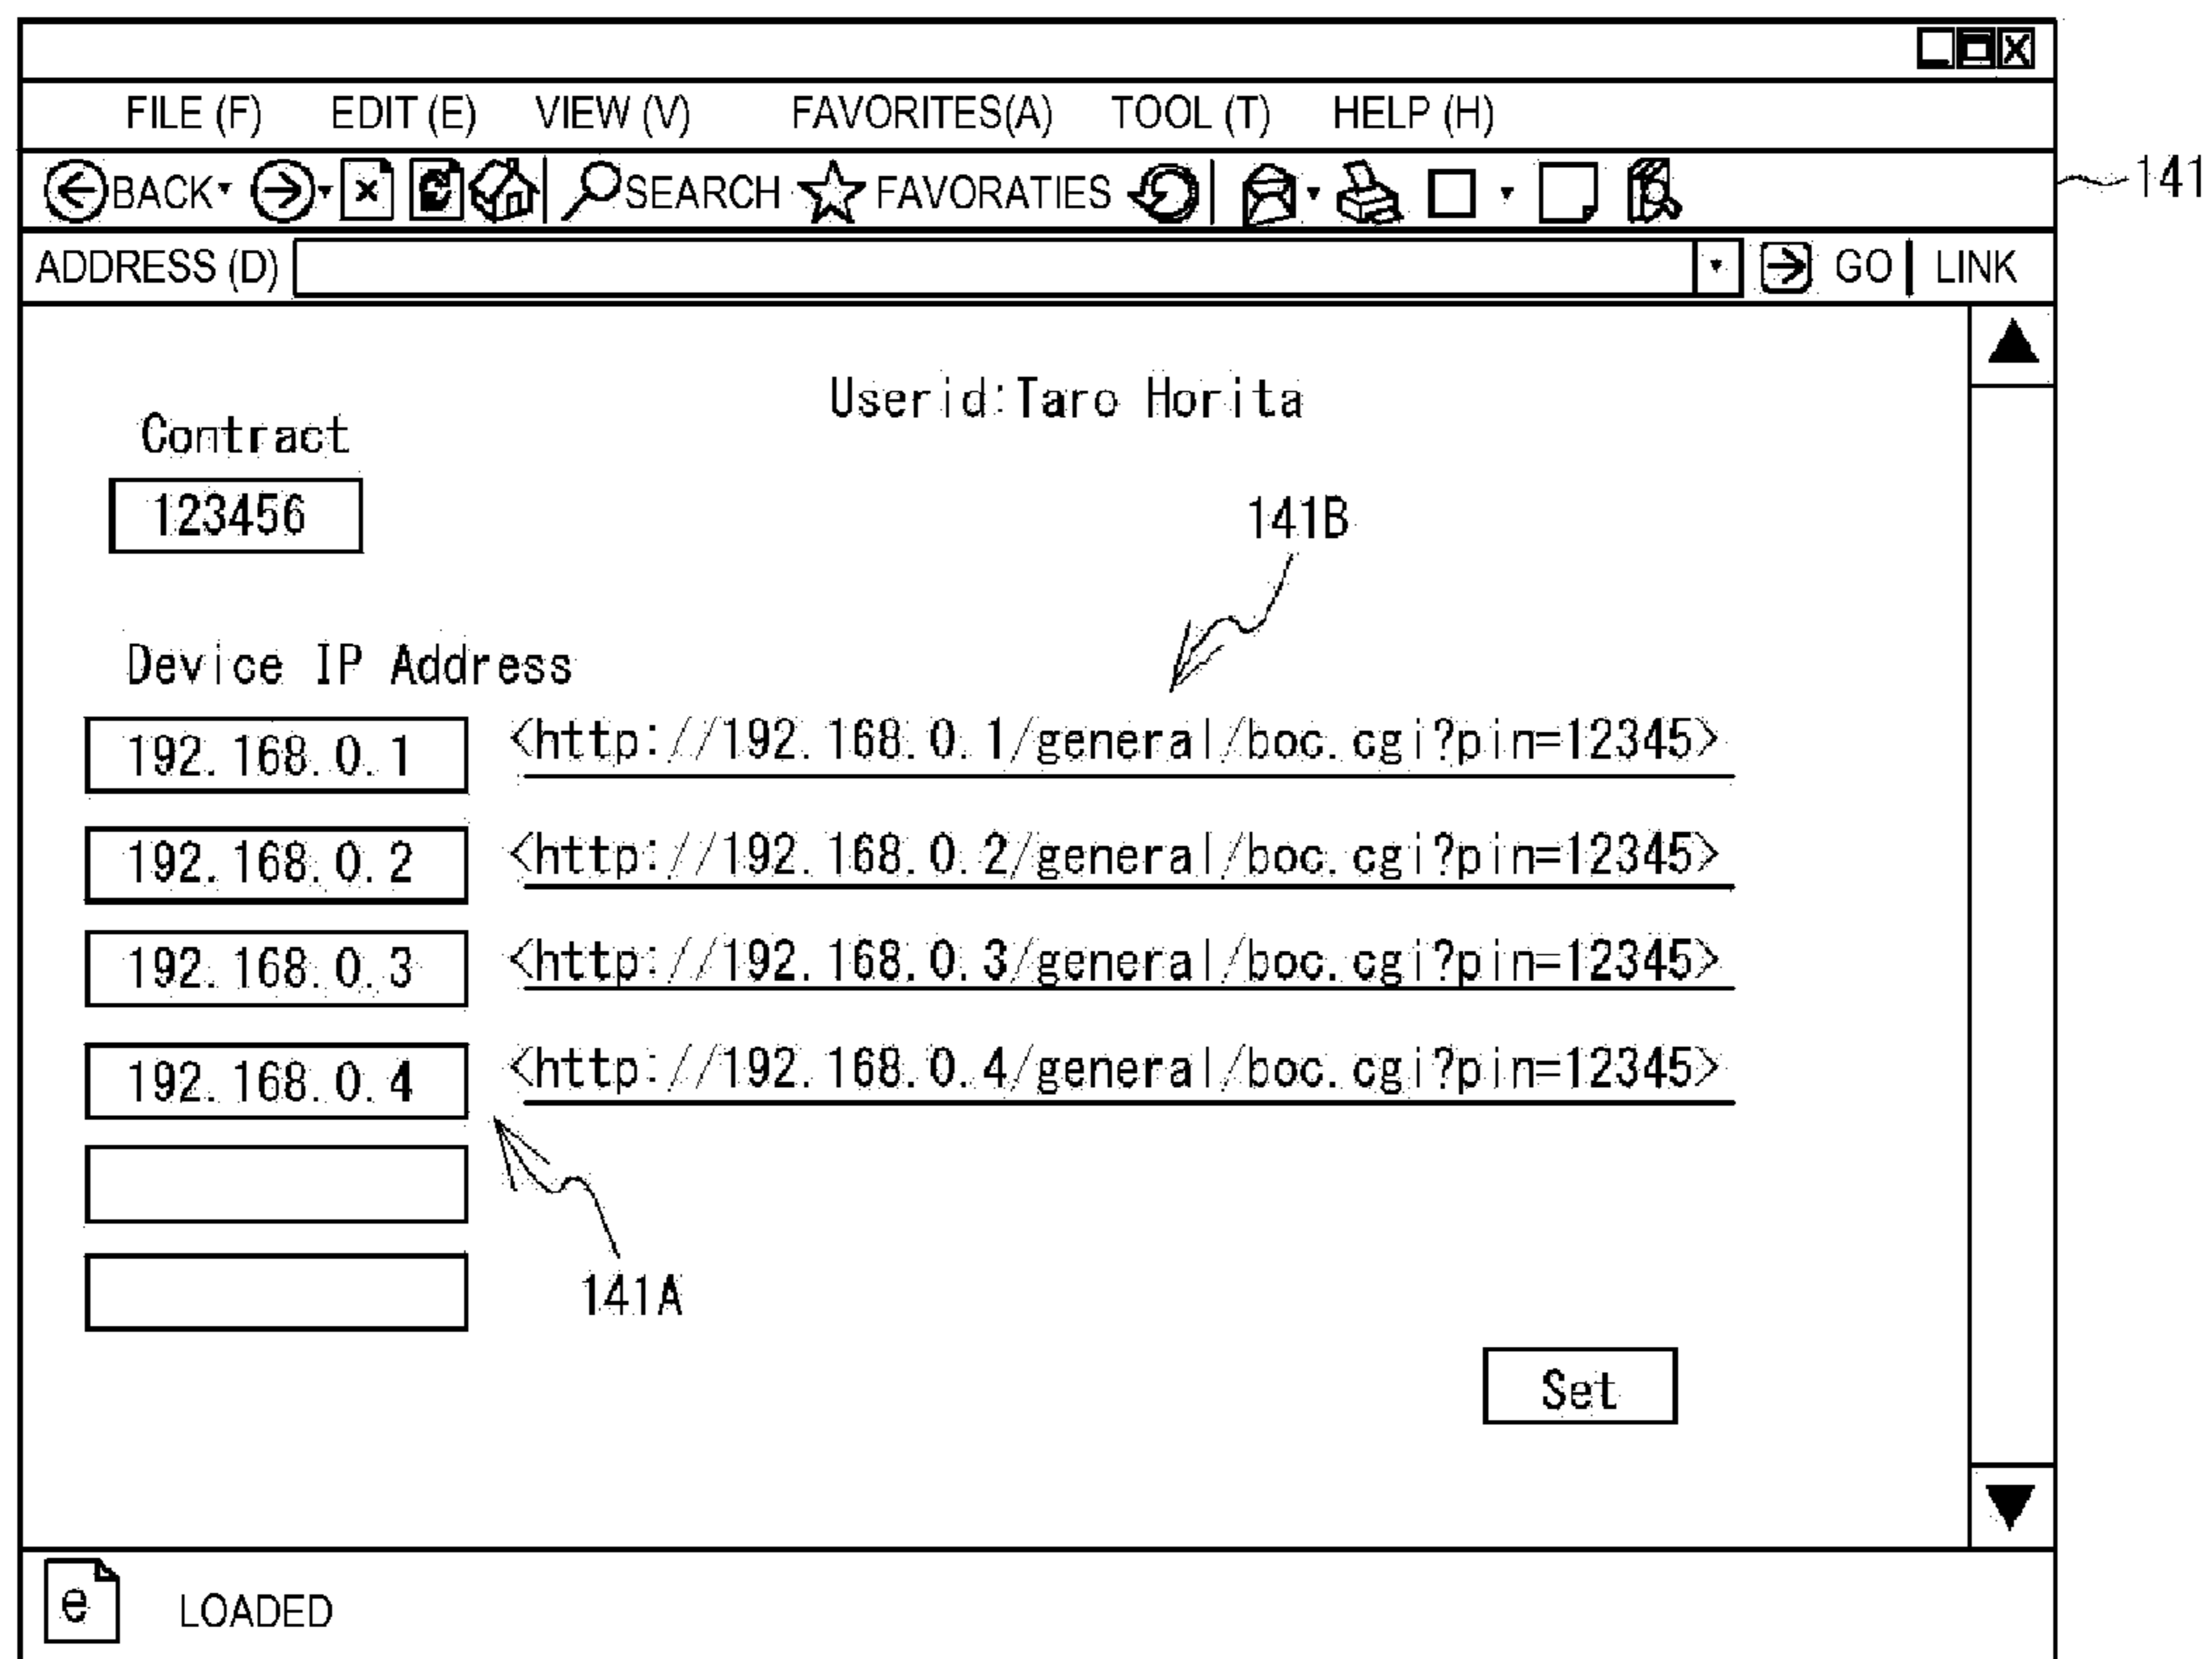 FILE (F) EDIT (E) VIEW (V) FAVORITES(A) TOOL (T) HELP (H)
BACK SEARCH FAVORATIES
141
ADDRESS (D) GO LINK
Userid:Taro Horita
Contract
123456
141B
Device IP Address
192.168.0.1 <http://192.168.0.1/general/boc.cgi?pin=12345>
192.168.0.2 <http://192.168.0.2/general/boc.cgi?pin=12345>
192.168.0.3 <http://192.168.0.3/general/boc.cgi?pin=12345>
192.168.0.4 <http://192.168.0.4/general/boc.cgi?pin=12345>
141A
Set
e LOADED